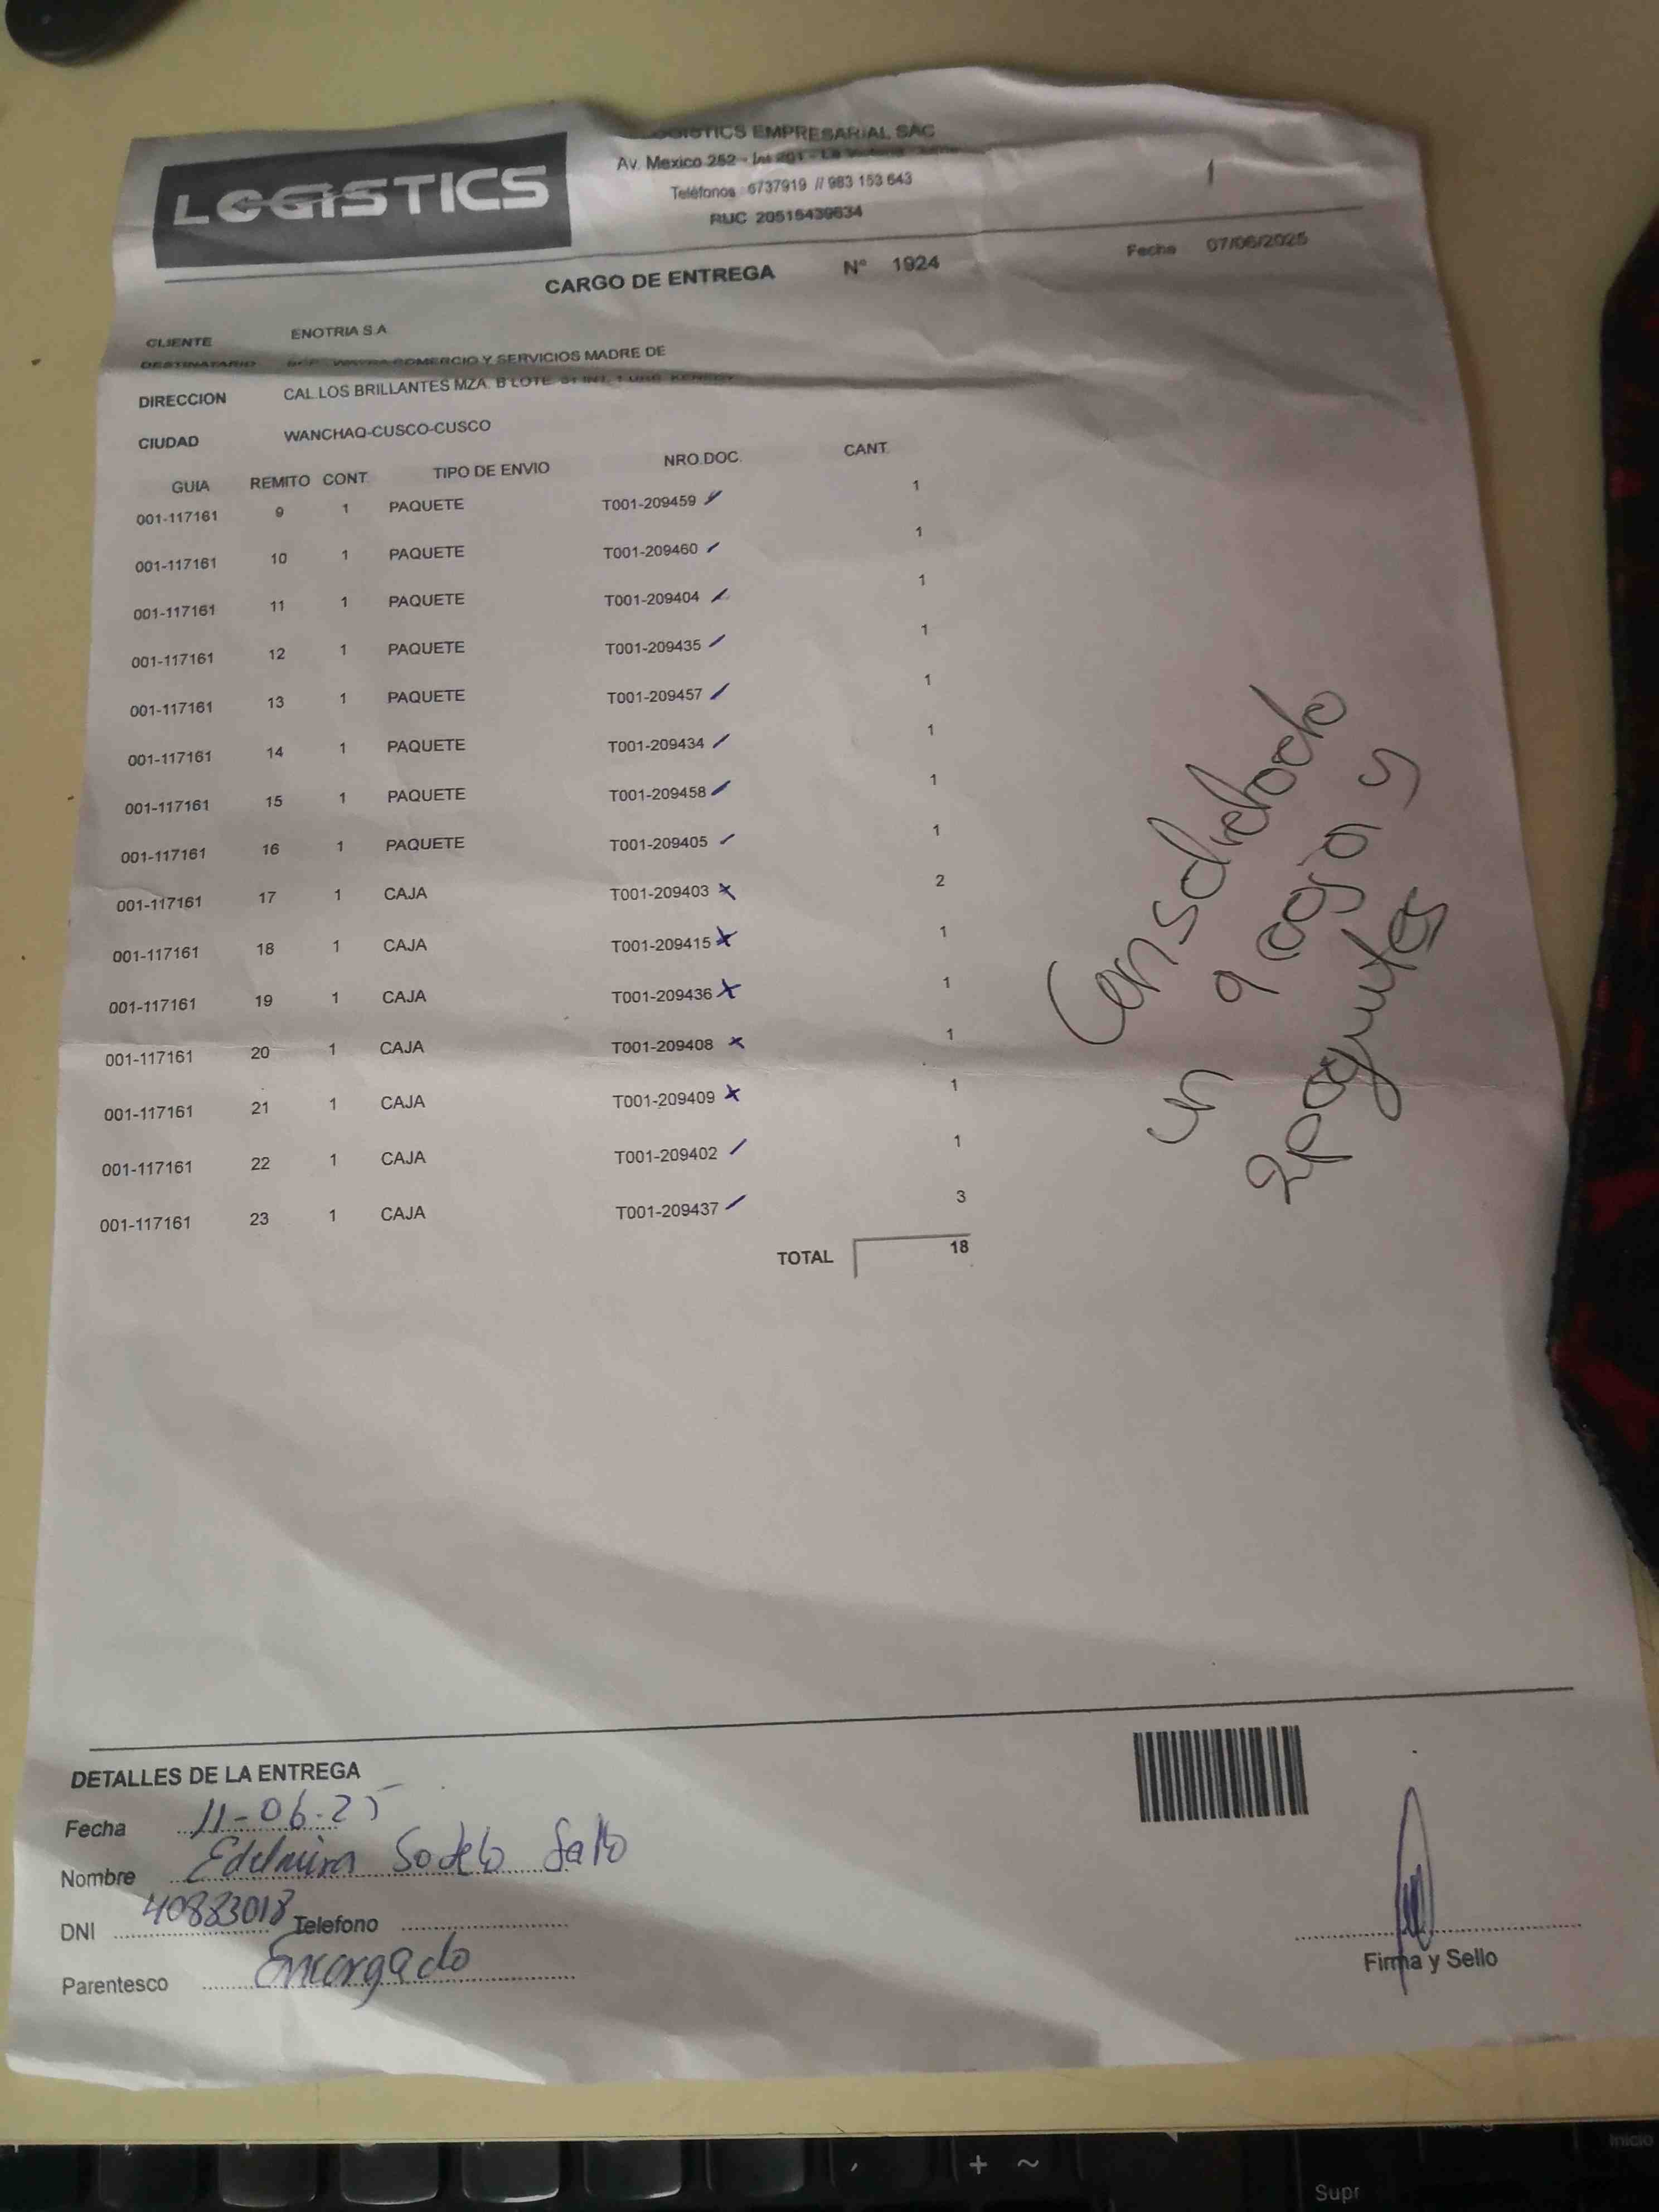 LOGISTICS
LOGISTICS EMPRESARIAL SAC
Av. Mexico 252 - Int 201 - La Victoria -
Teléfonos : 6737919 // 983 153 643
RUC 20516439634
1
CARGO DE ENTREGA N° 1924 Fecha 07/06/2025
CLIENTE ENOTRIA S.A.
DESTINATARIO COMERCIO Y SERVICIOS MADRE DE
DIRECCION CAL.LOS BRILLANTES MZA. B LOTE.
CIUDAD WANCHAQ-CUSCO-CUSCO
GUIA REMITO CONT. TIPO DE ENVIO NRO.DOC. CANT.
001-117161 9 1 PAQUETE T001-209459 1
001-117161 10 1 PAQUETE T001-209460 1
001-117161 11 1 PAQUETE T001-209404 1
001-117161 12 1 PAQUETE T001-209435 1
001-117161 13 1 PAQUETE T001-209457 1
001-117161 14 1 PAQUETE T001-209434 1
001-117161 15 1 PAQUETE T001-209458 1
001-117161 16 1 PAQUETE T001-209405 1
001-117161 17 1 CAJA T001-209403 2
001-117161 18 1 CAJA T001-209415 1
001-117161 19 1 CAJA T001-209436 1
001-117161 20 1 CAJA T001-209408 1
001-117161 21 1 CAJA T001-209409 1
001-117161 22 1 CAJA T001-209402 1
001-117161 23 1 CAJA T001-209437 3
TOTAL 18
Consolidado
un 9 cajas y
2 paquetes
DETALLES DE LA ENTREGA
Fecha 11-06-25
Nombre Edelmira Sotelo
DNI 40883018 Telefono
Parentesco Encargado
Firma y Sello
+ ~
Supr
Inicio